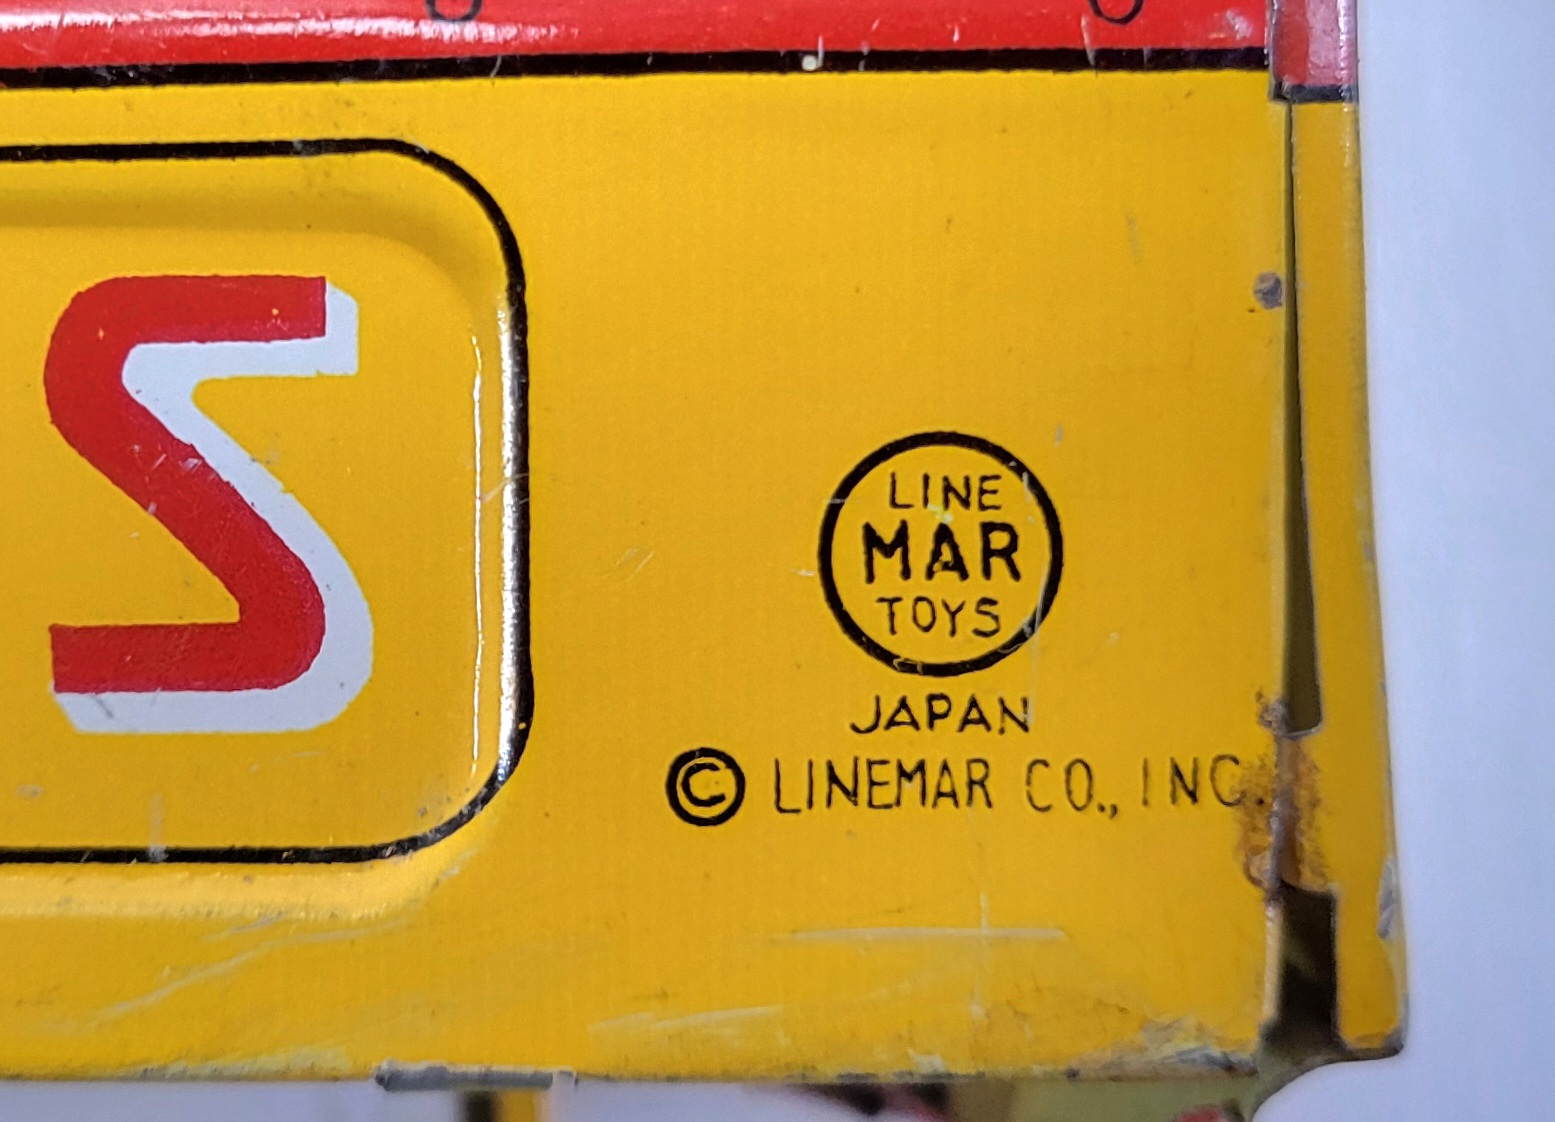 S
LINE
MAR
TOYS
JAPAN
© LINEMAR CO., INC.